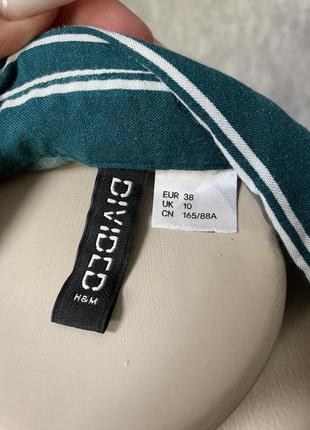 DIVIDED
H&M
EUR 38
UK 10
CN 165/88A